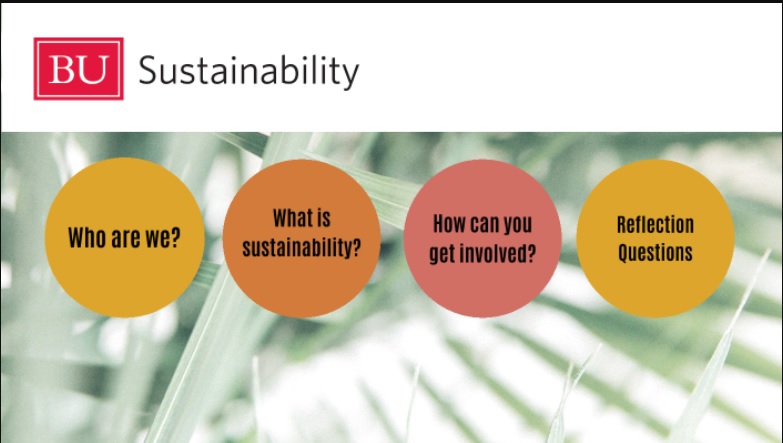 BU Sustainability
Who are we?
What is
sustainability?
How can you
get involved?
Reflection
Questions